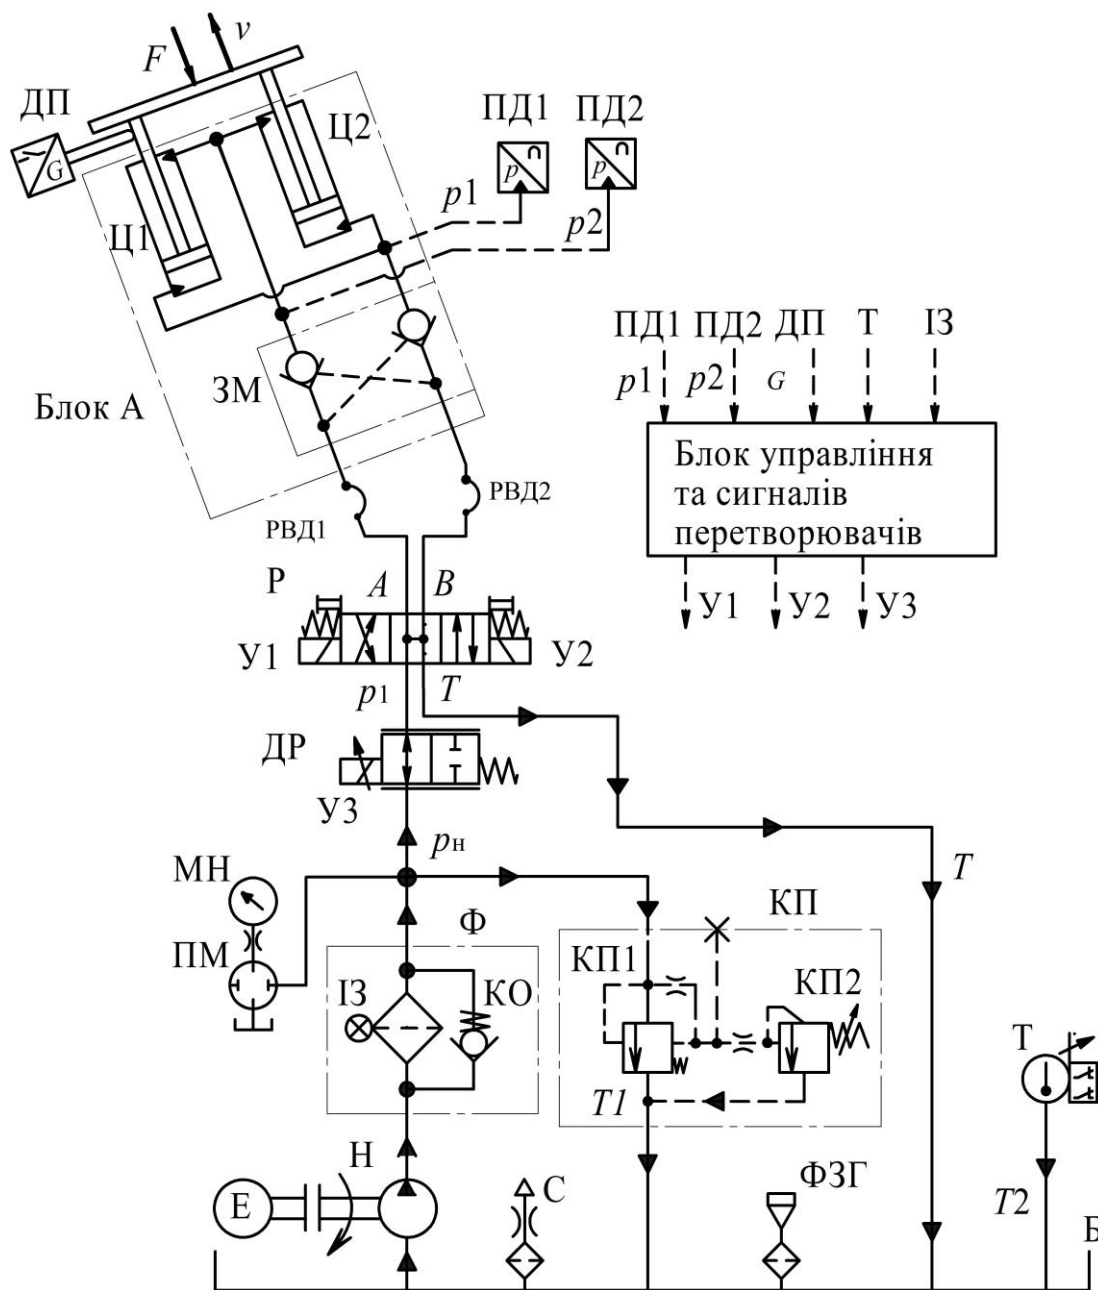 F
v
ДП
G
Ц2
Ц1
ПД1
ПД2
p
p
p1
p2
ЗМ
Блок А
РВД1
РВД2
ПД1
ПД2
ДП
Т
ІЗ
p1
p2
G
Блок управління
та сигналів
перетворювачів
У1
У2
У3
Р
A
B
У1
У2
p1
T
ДР
У3
pн
МН
ПМ
Ф
ІЗ
КО
КП
КП1
КП2
T1
T
Т
Н
Е
С
ФЗГ
T2
Б